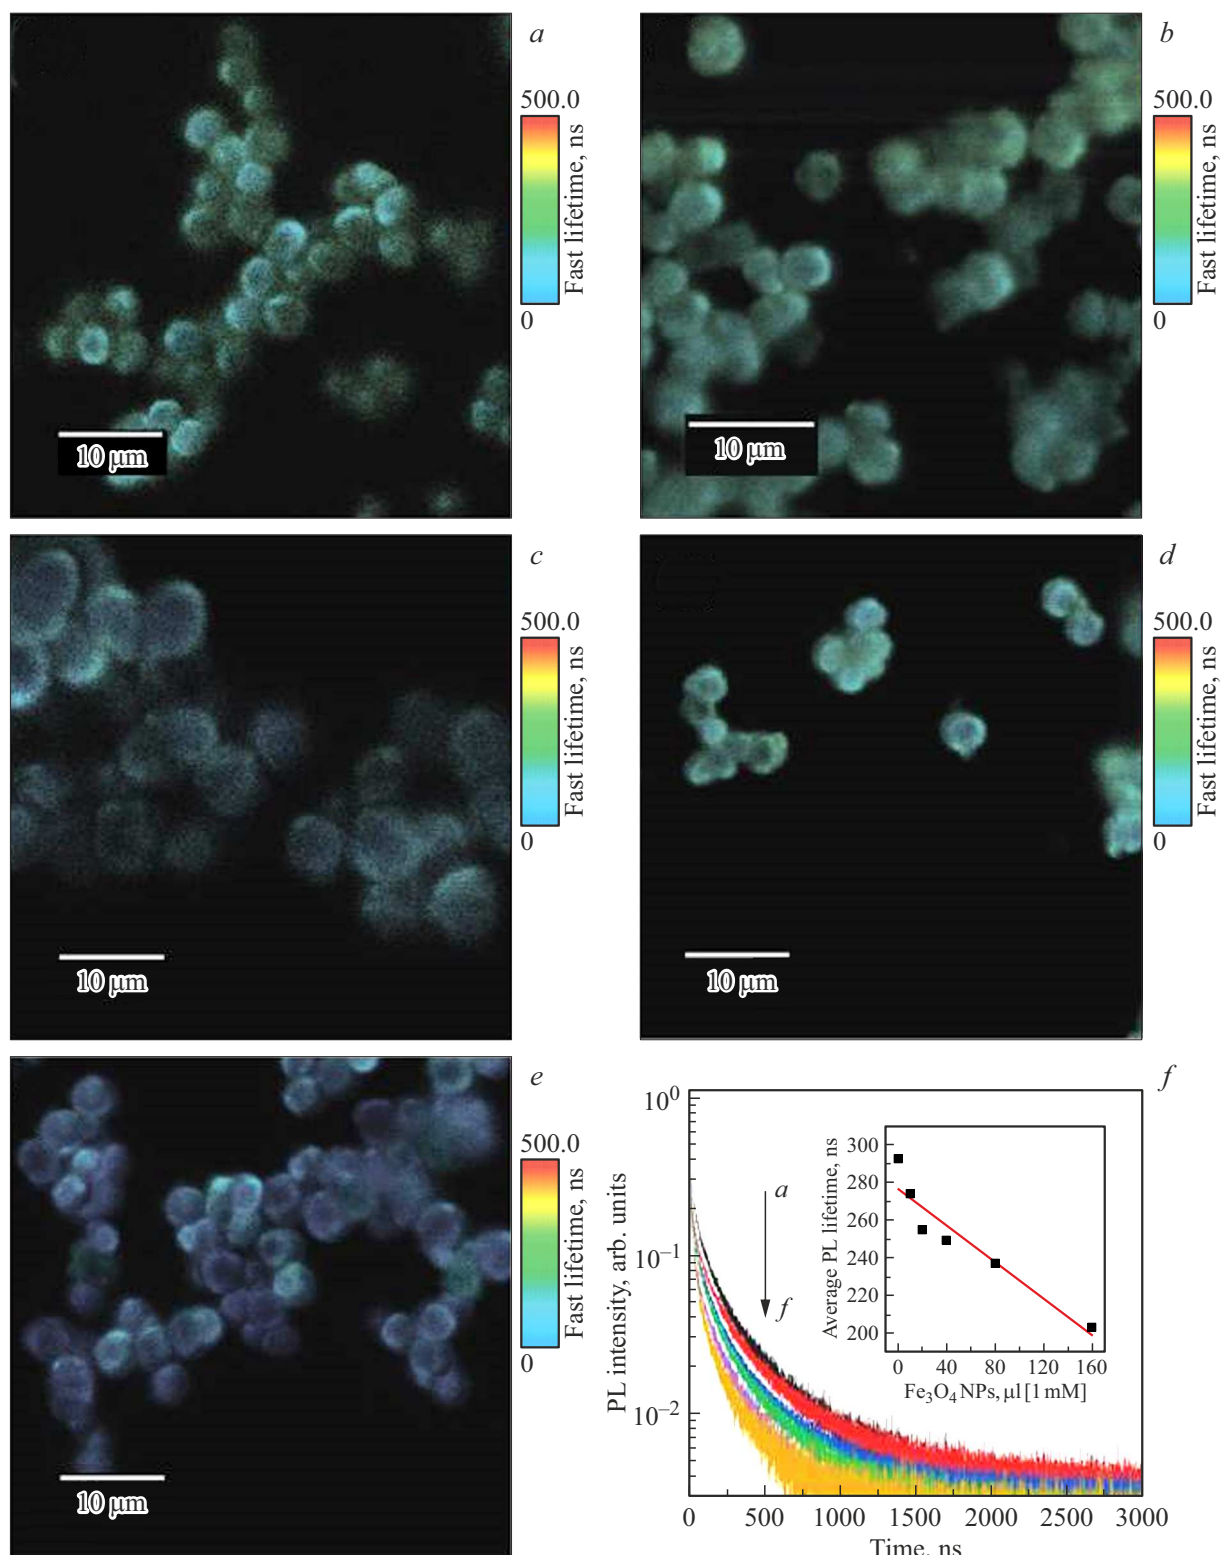 a
500.0
Fast lifetime, ns
0
10 μm
b
500.0
Fast lifetime, ns
0
10 μm
c
500.0
Fast lifetime, ns
0
10 μm
d
500.0
Fast lifetime, ns
0
10 μm
e
500.0
Fast lifetime, ns
0
10 μm
f
PL intensity, arb. units
10⁰
10⁻¹
10⁻²
a
f
Average PL lifetime, ns
300
280
260
240
220
200
0 40 80 120 160
Fe₃O₄ NPs, μl [1 mM]
0 500 1000 1500 2000 2500 3000
Time, ns